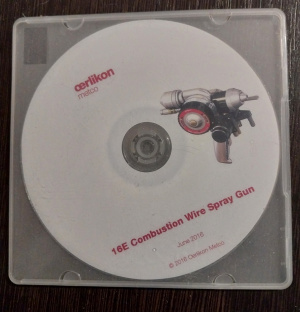 œrlikon
metco
16E Combustion Wire Spray Gun
June 2016
© 2016 Oerlikon Metco